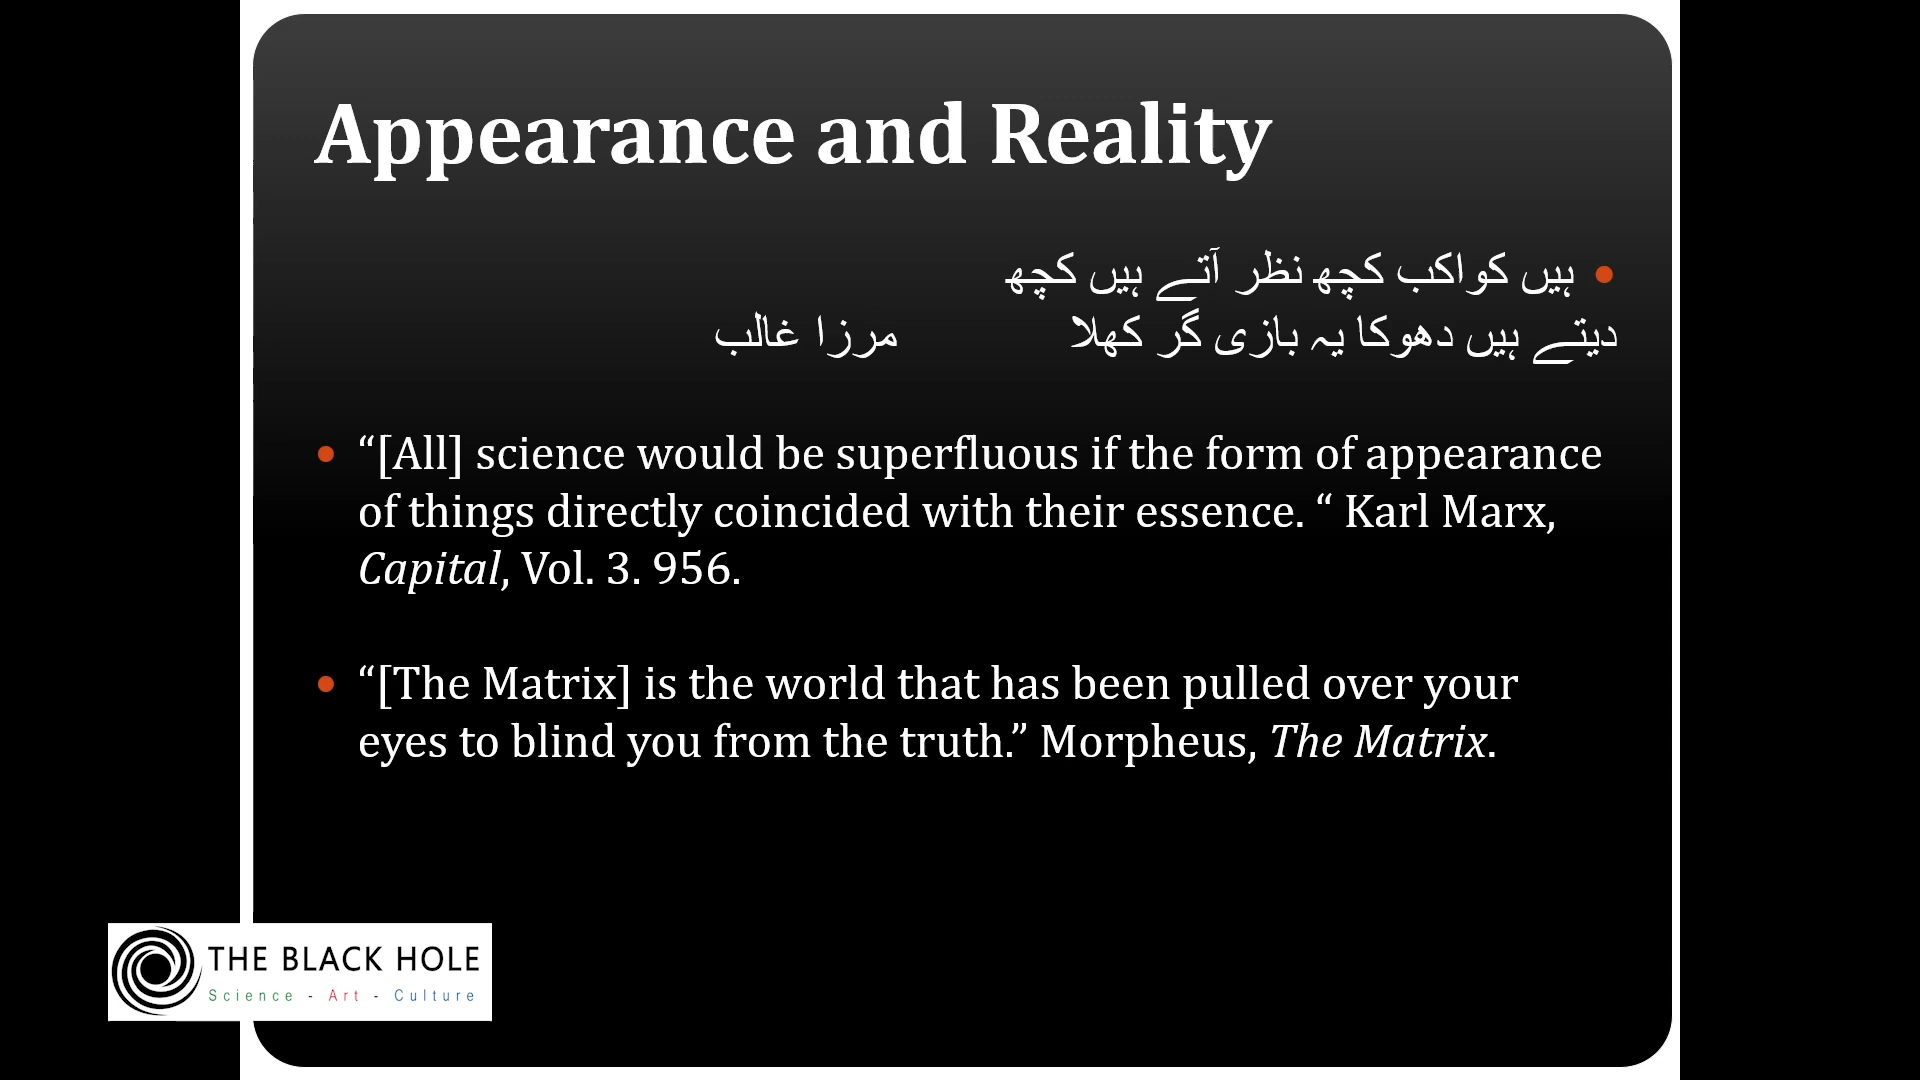 Appearance and Reality
• ہیں کواکب کچھ نظر آتے ہیں کچھ
دیتے ہیں دھوکا یہ بازی گر کھلا مرزا غالب
• “[All] science would be superfluous if the form of appearance
of things directly coincided with their essence. “ Karl Marx,
Capital, Vol. 3. 956.
• “[The Matrix] is the world that has been pulled over your
eyes to blind you from the truth.” Morpheus, The Matrix.
THE BLACK HOLE
Science - Art - Culture